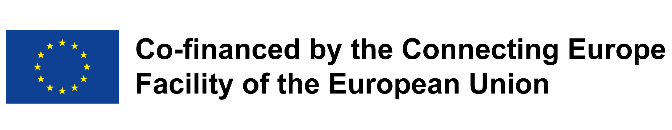 Co-financed by the Connecting Europe
Facility of the European Union